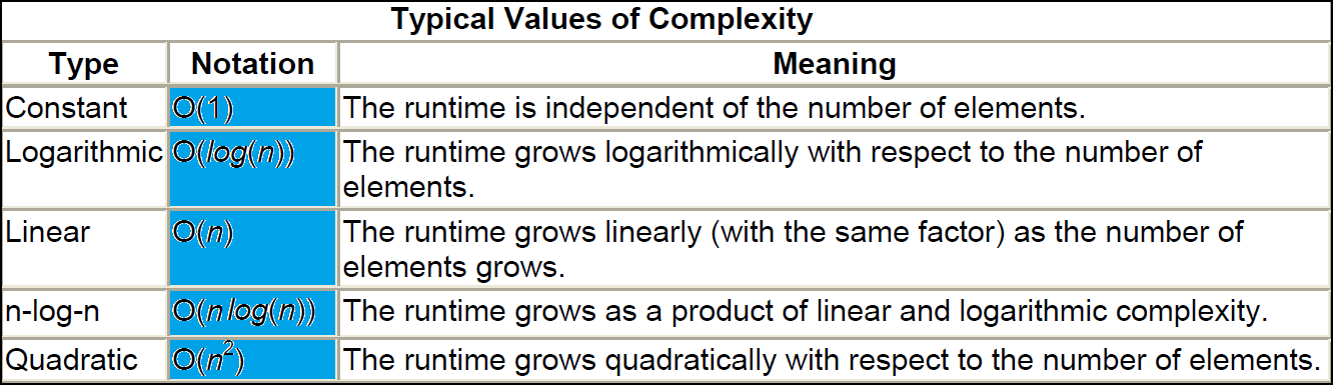 Typical Values of Complexity
Type Notation Meaning
Constant O(1) The runtime is independent of the number of elements.
Logarithmic O(log(n)) The runtime grows logarithmically with respect to the number of
elements.
Linear O(n) The runtime grows linearly (with the same factor) as the number of
elements grows.
n-log-n O(n log(n)) The runtime grows as a product of linear and logarithmic complexity.
Quadratic O(n²) The runtime grows quadratically with respect to the number of elements.